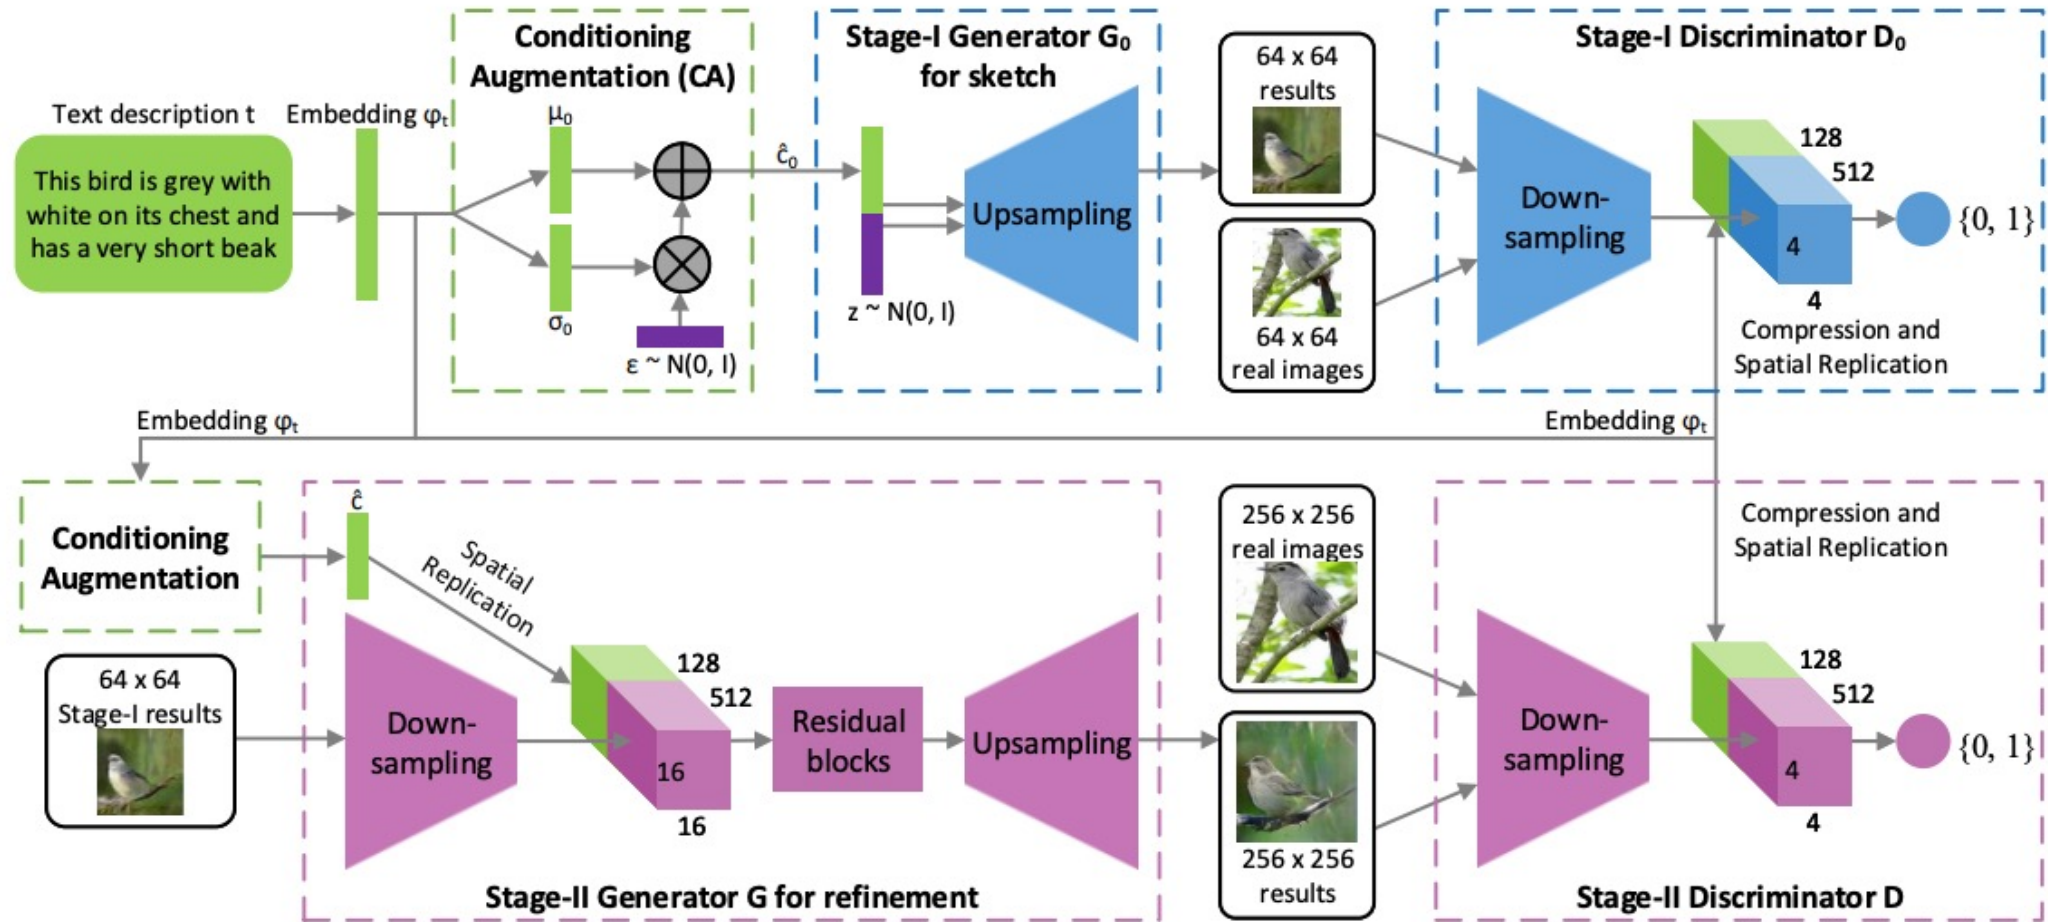 Conditioning
Augmentation (CA)
Stage-I Generator G₀
for sketch
64 x 64
results
Stage-I Discriminator D₀
Text description t
Embedding φₜ
μ₀
This bird is grey with
white on its chest and
has a very short beak
ĉ₀
Upsampling
Down-
sampling
128
512
4
4
{0, 1}
σ₀
ε ~ N(0, I)
z ~ N(0, I)
64 x 64
real images
Compression and
Spatial Replication
Embedding φₜ
Embedding φₜ
Conditioning
Augmentation
ĉ
Spatial
Replication
256 x 256
real images
Compression and
Spatial Replication
64 x 64
Stage-I results
Down-
sampling
128
512
16
16
Residual
blocks
Upsampling
256 x 256
results
Down-
sampling
128
512
4
4
{0, 1}
Stage-II Generator G for refinement
Stage-II Discriminator D